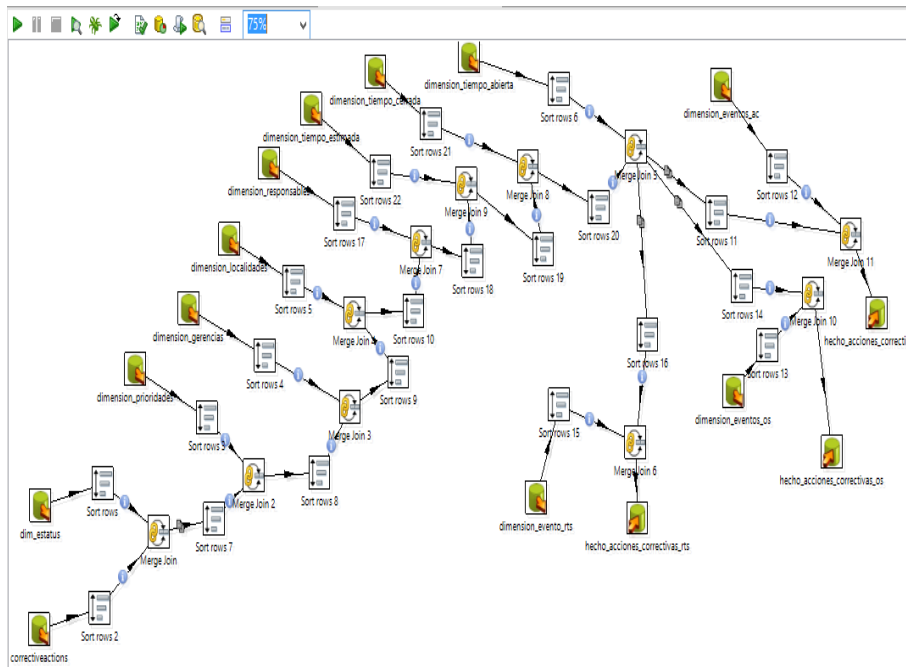 75%
dimension_tiempo_cerrada
dimension_tiempo_abierta
Sort rows 6
dimension_eventos_ac
dimension_tiempo_estimada
Sort rows 21
Merge Join 5
dimension_responsables
Sort rows 22
Merge Join 8
Sort rows 12
Merge Join 9
Sort rows 20
Sort rows 11
Sort rows 17
Merge Join 7
Sort rows 19
Merge Join 11
dimension_localidades
Sort rows 18
Sort rows 5
Sort rows 14
Merge Join 10
dimension_gerencias
Merge Join
Sort rows 10
hecho_acciones_correcti
Sort rows 4
Sort rows 9
Sort rows 16
Sort rows 13
dimension_prioridades
Merge Join 3
Sort rows 15
dimension_eventos_os
Sort rows
Merge Join 6
Merge Join 2
Sort rows 8
hecho_acciones_correctivas_os
Sort rows
dim_estatus
Merge Join
Sort rows 7
dimension_evento_rts
hecho_acciones_correctivas_rts
Sort rows 2
correctiveactions